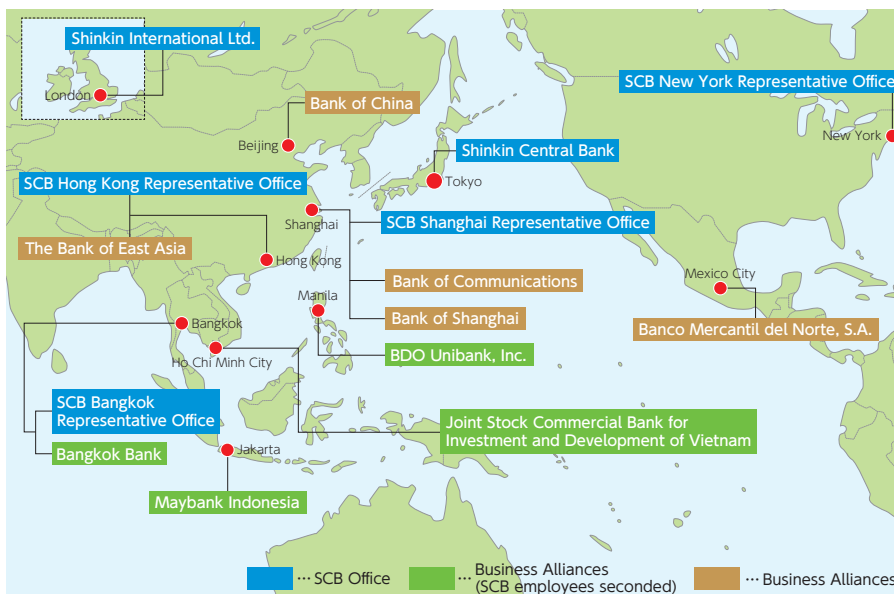 Shinkin International Ltd.
London
Bank of China
Beijing
SCB New York Representative Office
New York
Shinkin Central Bank
Tokyo
SCB Hong Kong Representative Office
Shanghai
SCB Shanghai Representative Office
The Bank of East Asia
Hong Kong
Bank of Communications
Mexico City
Manila
Bank of Shanghai
Banco Mercantil del Norte, S.A.
Bangkok
BDO Unibank, Inc.
Ho Chi Minh City
SCB Bangkok
Representative Office
Joint Stock Commercial Bank for
Investment and Development of Vietnam
Bangkok Bank
Jakarta
Maybank Indonesia
… SCB Office
… Business Alliances
(SCB employees seconded)
… Business Alliances